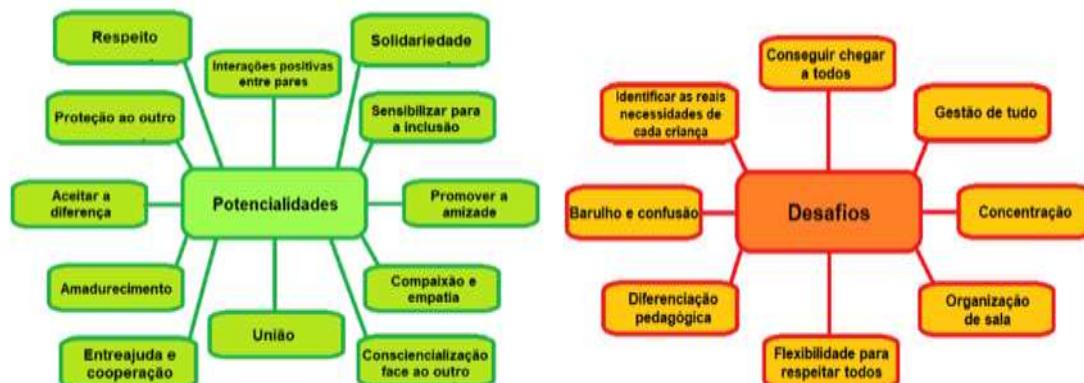 Respeito
Interações positivas
entre pares
Solidariedade
Proteção ao outro
Sensibilizar para
a inclusão
Aceitar a
diferença
Potencialidades
Promover a
amizade
Amadurecimento
Compaixão e
empatia
União
Entreajuda e
cooperação
Consciencialização
face ao outro
Conseguir chegar
a todos
Identificar as reais
necessidades de
cada criança
Gestão de tudo
Barulho e confusão
Desafios
Concentração
Diferenciação
pedagógica
Organização
de sala
Flexibilidade para
respeitar todos